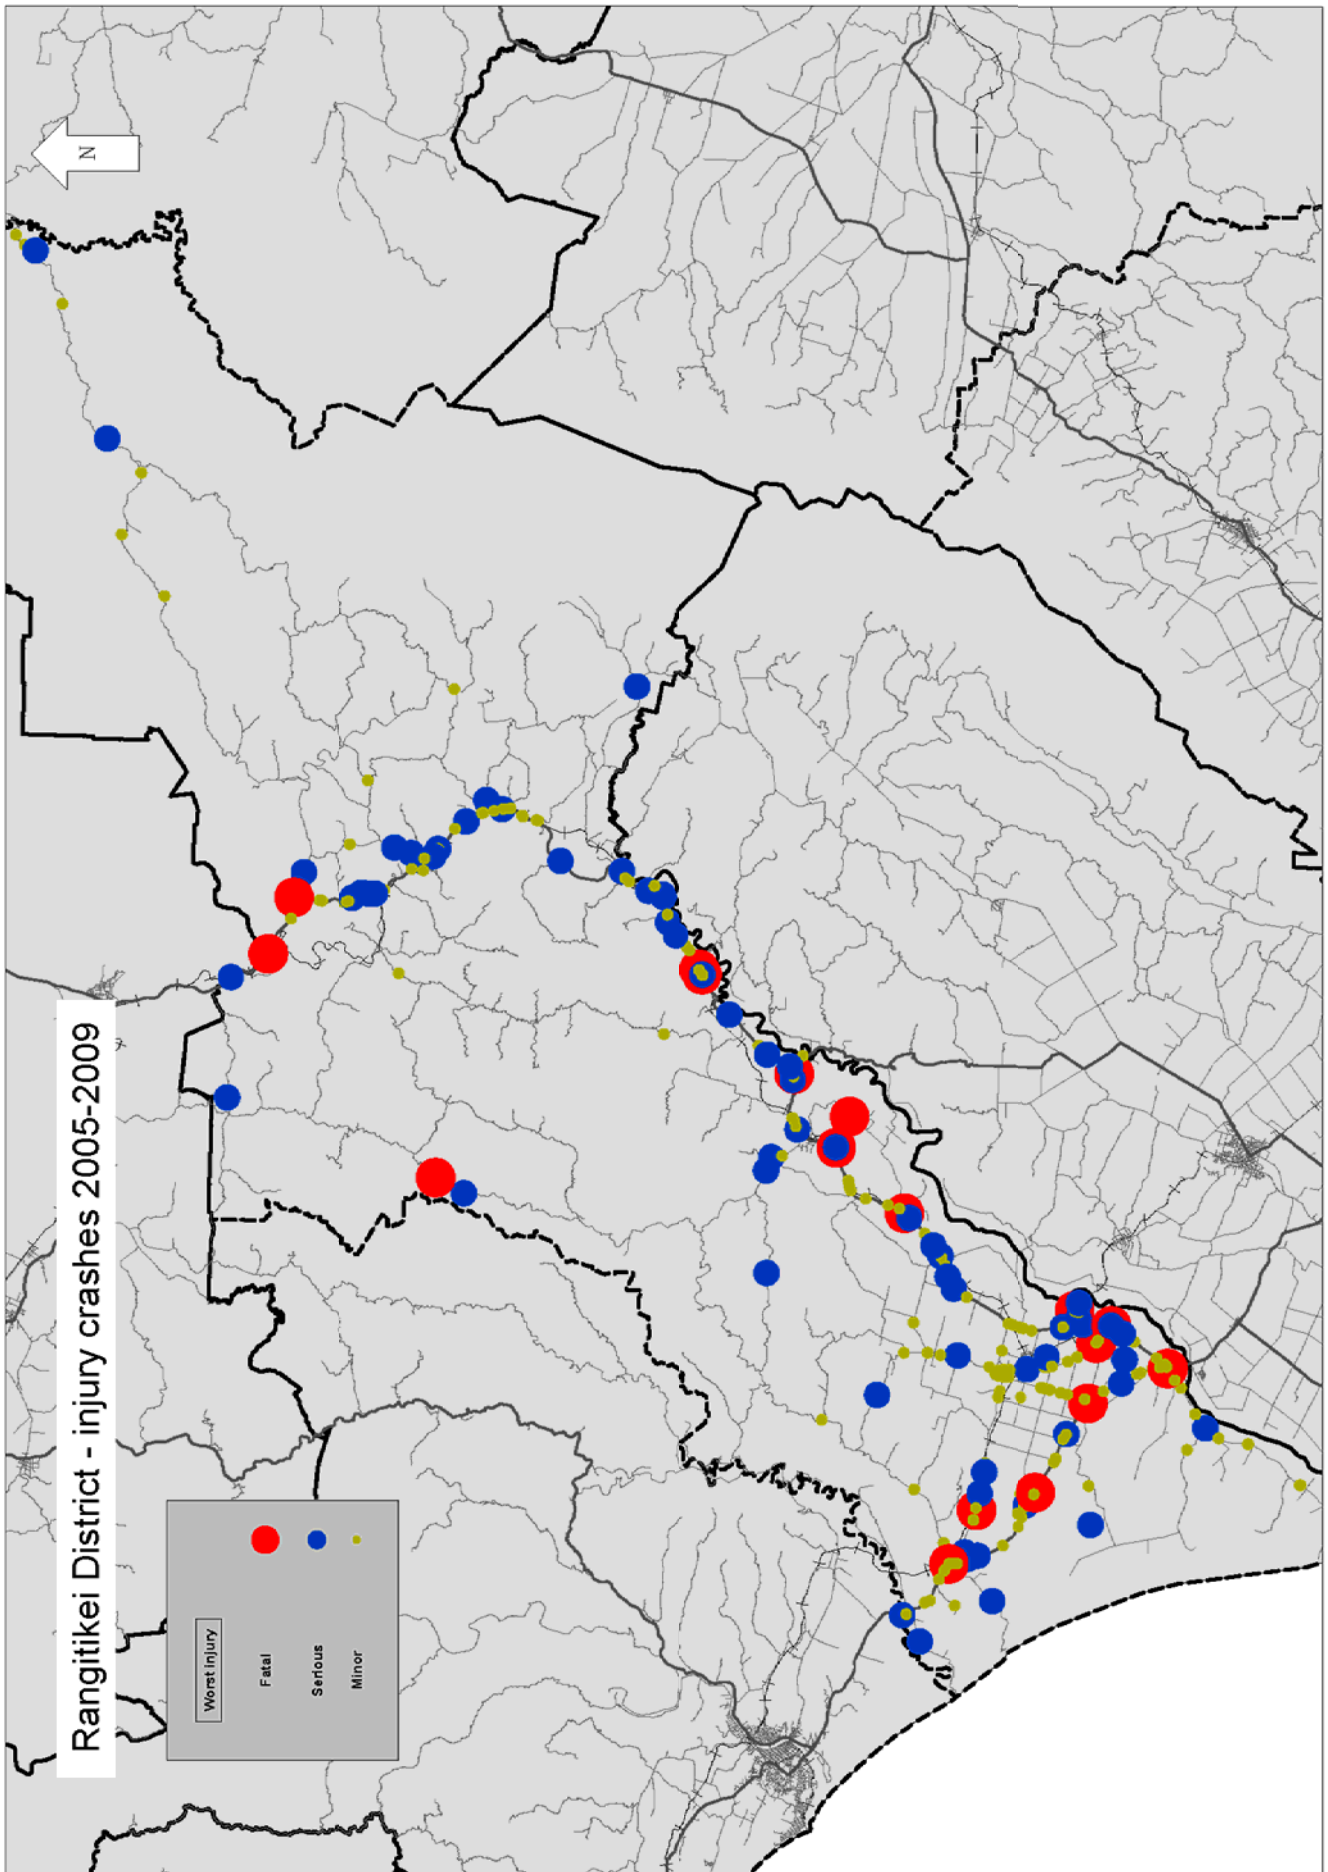 Rangitikei District - injury crashes 2005-2009
N
Worst injury
Fatal
Serious
Minor